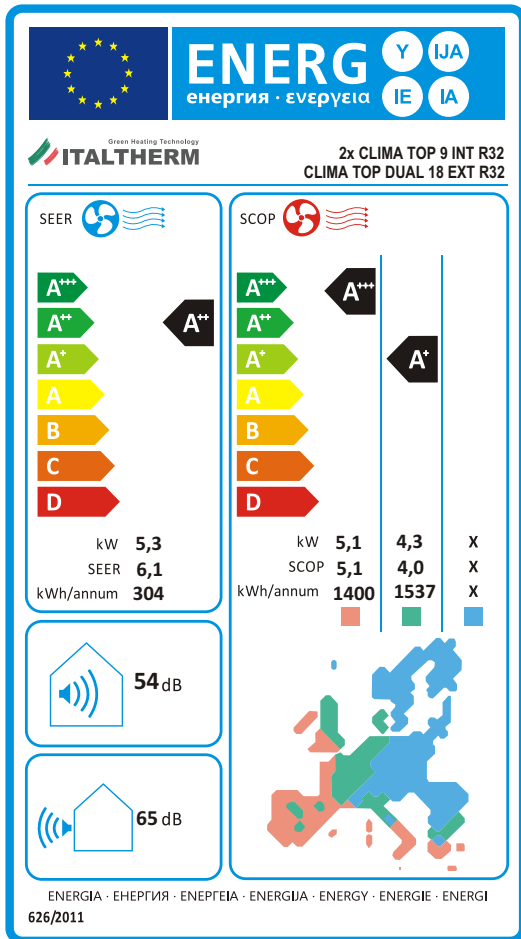 ENERG
енергия · ενεργεια
Y IJA
IE IA
Green Heating Technology
ITALTHERM
2x CLIMA TOP 9 INT R32
CLIMA TOP DUAL 18 EXT R32
SEER
A+++
A++
A+
A
B
C
D
A++
kW 5,3
SEER 6,1
kWh/annum 304
SCOP
A+++
A++
A+
A
B
C
D
A+++
A+
kW 5,1 4,3 X
SCOP 5,1 4,0 X
kWh/annum 1400 1537 X
54 dB
65 dB
ENERGIA · ЕНЕРГИЯ · ΕΝΕΡΓΕΙΑ · ENERGIJA · ENERGY · ENERGIE · ENERGI
626/2011